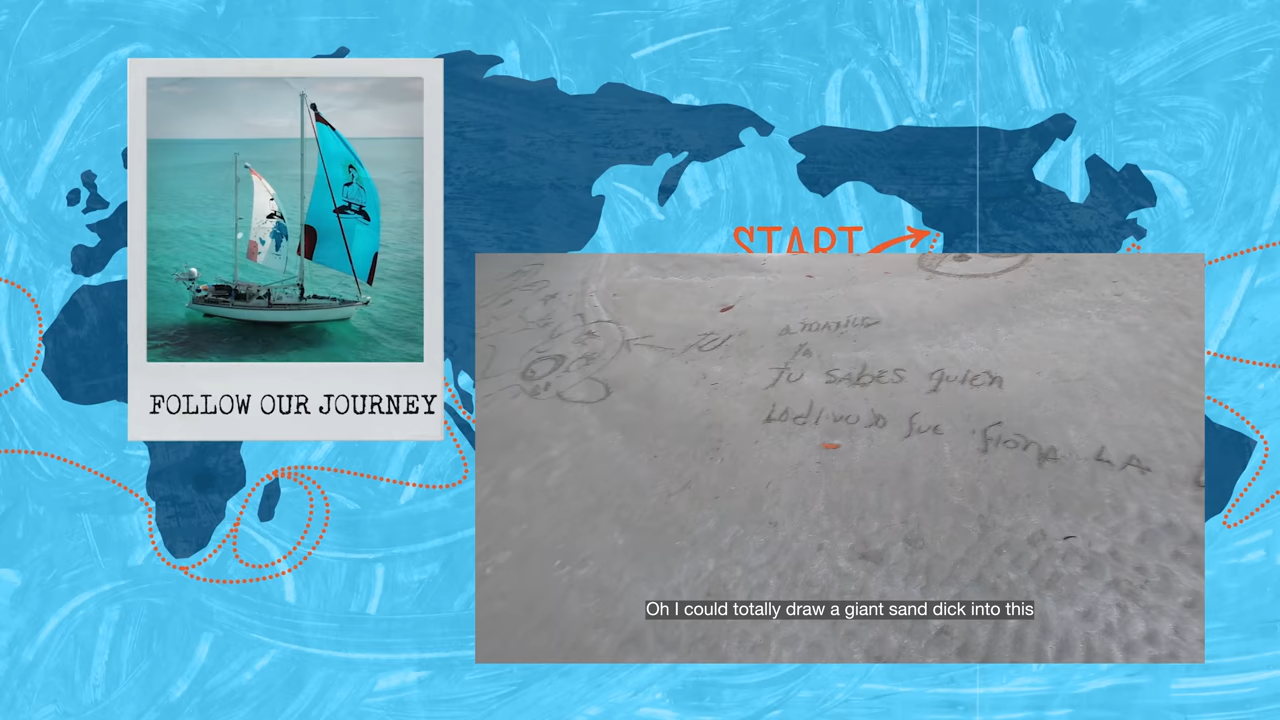 START
FOLLOW OUR JOURNEY
TU
TU SABES quien
fue fiona LA
Oh I could totally draw a giant sand dick into this